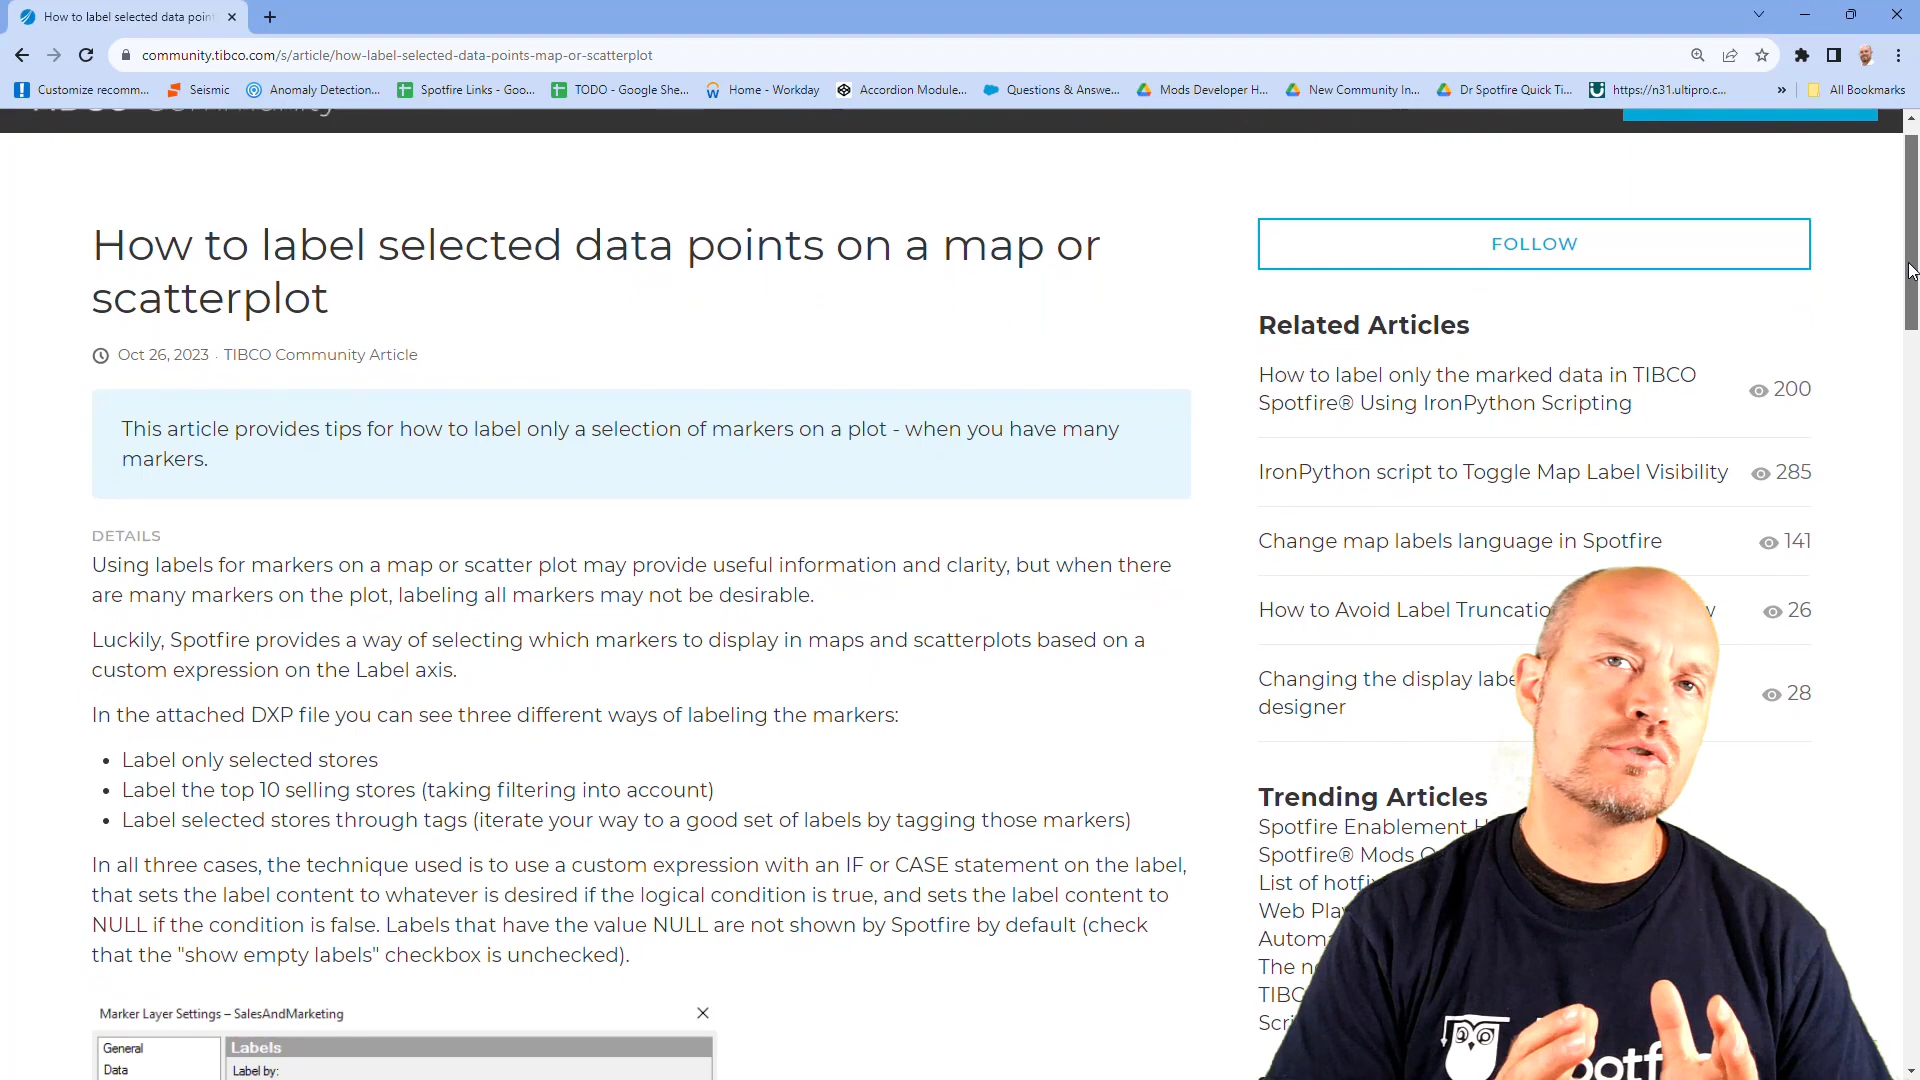 How to label selected data poin
community.tibco.com/s/article/how-label-selected-data-points-map-or-scatterplot
Customize recomm...
Seismic
Anomaly Detection...
Spotfire Links - Goo...
TODO - Google She...
Home - Workday
Accordion Module...
Questions & Answe...
Mods Developer H...
New Community In...
Dr Spotfire Quick Ti...
https://n31.ultipro.c...
»
All Bookmarks
How to label selected data points on a map or
scatterplot
Oct 26, 2023 · TIBCO Community Article
This article provides tips for how to label only a selection of markers on a plot - when you have many
markers.
DETAILS
Using labels for markers on a map or scatter plot may provide useful information and clarity, but when there
are many markers on the plot, labeling all markers may not be desirable.
Luckily, Spotfire provides a way of selecting which markers to display in maps and scatterplots based on a
custom expression on the Label axis.
In the attached DXP file you can see three different ways of labeling the markers:
• Label only selected stores
• Label the top 10 selling stores (taking filtering into account)
• Label selected stores through tags (iterate your way to a good set of labels by tagging those markers)
In all three cases, the technique used is to use a custom expression with an IF or CASE statement on the label,
that sets the label content to whatever is desired if the logical condition is true, and sets the label content to
NULL if the condition is false. Labels that have the value NULL are not shown by Spotfire by default (check
that the "show empty labels" checkbox is unchecked).
Marker Layer Settings – SalesAndMarketing
General
Data
Labels
Label by:
FOLLOW
Related Articles
How to label only the marked data in TIBCO
Spotfire® Using IronPython Scripting
200
IronPython script to Toggle Map Label Visibility
285
Change map labels language in Spotfire
141
How to Avoid Label Truncatio
26
Changing the display labe
designer
28
Trending Articles
Spotfire Enablement H
Spotfire® Mods
List of hotfi
Web Pla
Autom
The n
TIBC
Scri